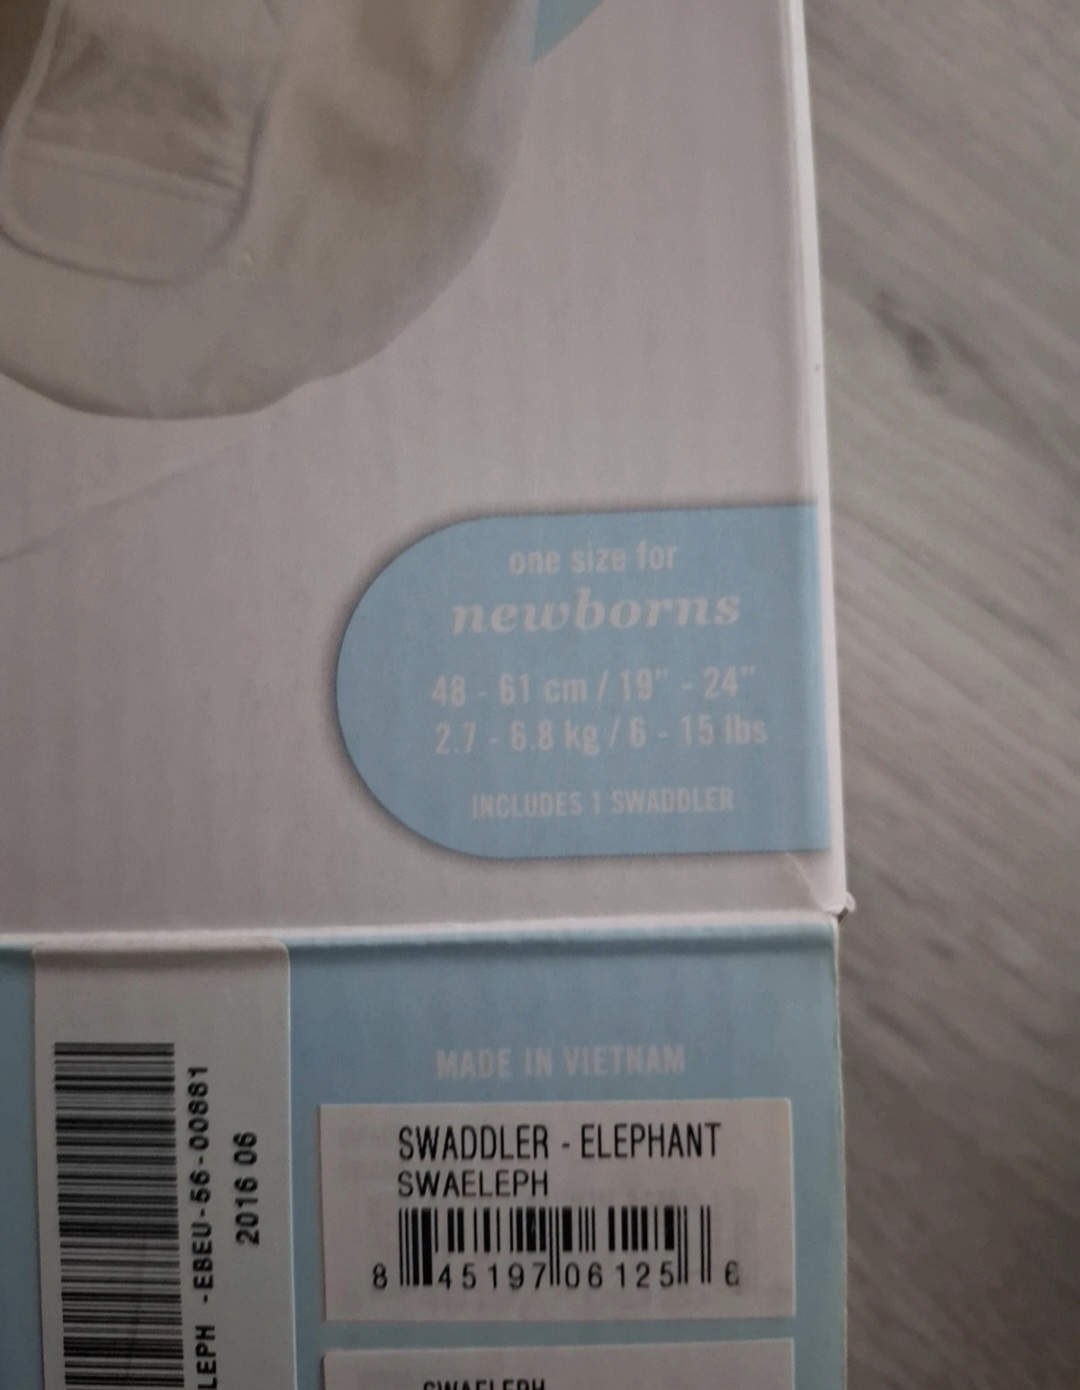 one size for
newborns
48 - 61 cm / 19" - 24"
2.7 - 6.8 kg / 6 - 15 lbs
INCLUDES 1 SWADDLER
MADE IN VIETNAM
SWADDLER - ELEPHANT
SWAELEPH
8 45197 06125 6
LEPH -EBEU-56-00881
2016 06
SWAELEPH